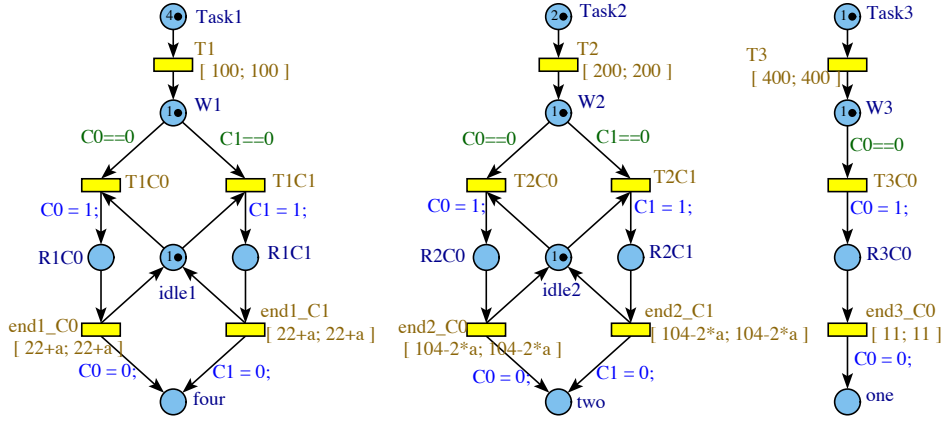 4 Task1
2 Task2
1 Task3
T1
[ 100; 100 ]
T2
[ 200; 200 ]
T3
[ 400; 400 ]
1 W1
1 W2
1 W3
C0==0
C1==0
C0==0
C1==0
C0==0
T1C0
T1C1
T2C0
T2C1
T3C0
C0 = 1;
C1 = 1;
C0 = 1;
C1 = 1;
C0 = 1;
R1C0
1
R1C1
R2C0
1
R2C1
R3C0
idle1
idle2
end1_C0
[ 22+a; 22+a ]
end1_C1
[ 22+a; 22+a ]
end2_C0
[ 104-2*a; 104-2*a ]
end2_C1
[ 104-2*a; 104-2*a ]
end3_C0
[ 11; 11 ]
C0 = 0;
C1 = 0;
C0 = 0;
C1 = 0;
C0 = 0;
four
two
one